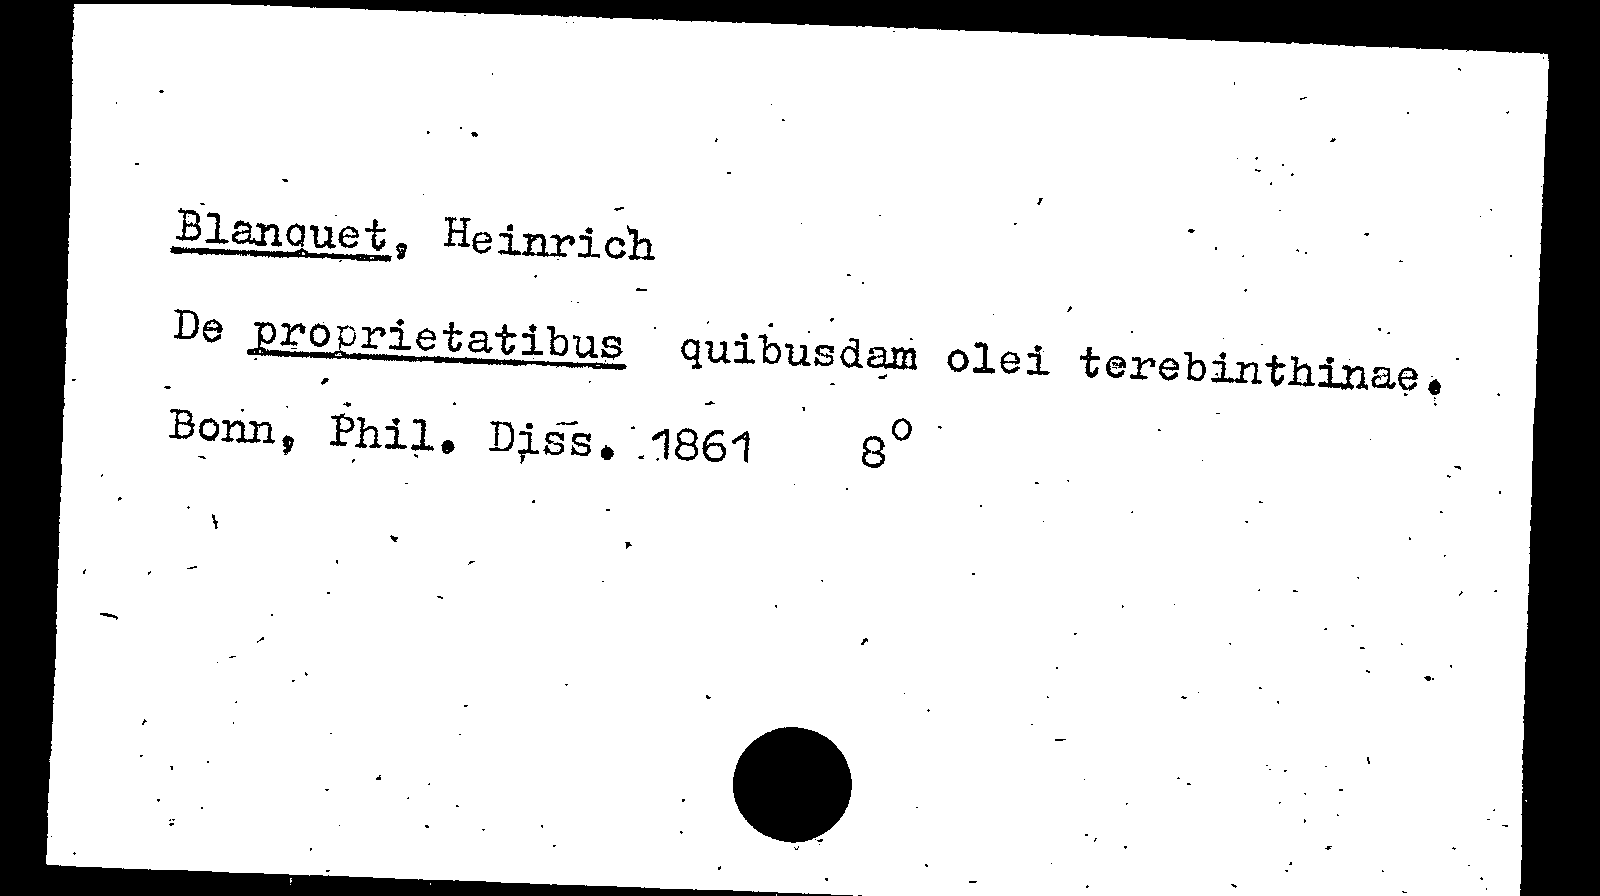 Blanquet, Heinrich
De proprietatibus quibusdam olei terebinthinae.
Bonn, Phil. Diss. 1861 8°